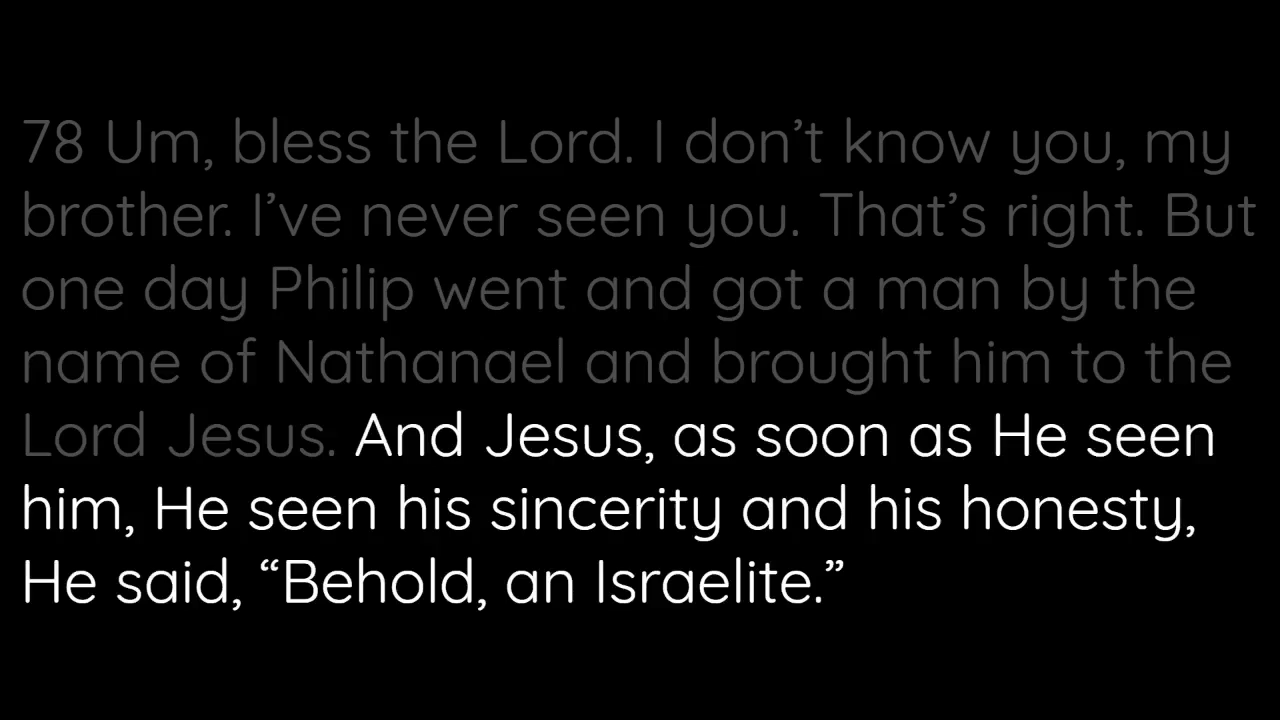 78 Um, bless the Lord. I don’t know you, my
brother. I’ve never seen you. That’s right. But
one day Philip went and got a man by the
name of Nathanael and brought him to the
Lord Jesus. And Jesus, as soon as He seen
him, He seen his sincerity and his honesty,
He said, “Behold, an Israelite.”